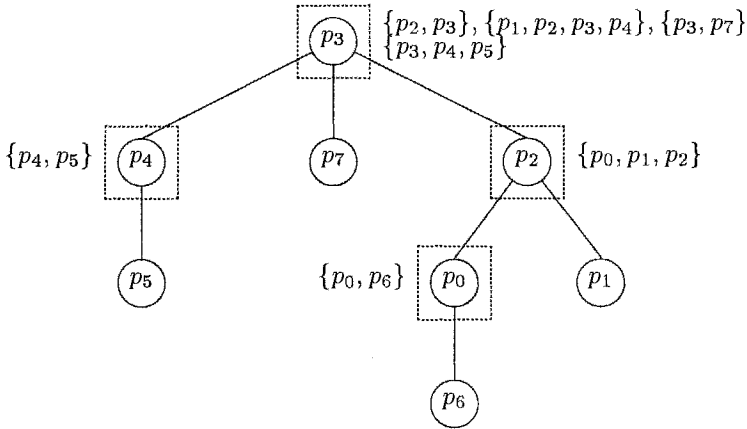 p₃ {p₂, p₃}, {p₁, p₂, p₃, p₄}, {p₃, p₇}
{p₃, p₄, p₅}
{p₄, p₅} p₄ p₇ p₂ {p₀, p₁, p₂}
p₅ {p₀, p₆} p₀ p₁
p₆